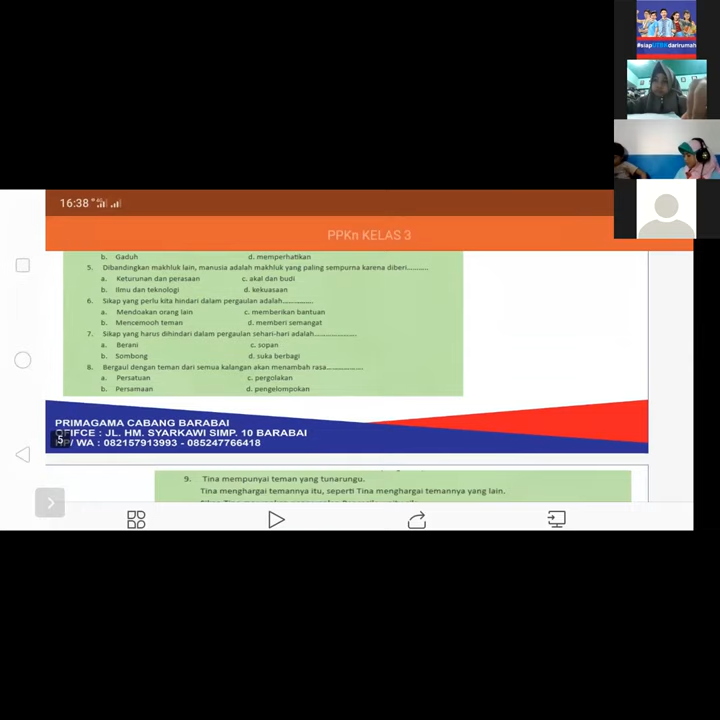 #siapUTBKdarirumah
16:38
PPKn KELAS 3
b. Gaduh d. memperhatikan
5. Dibandingkan makhluk lain, manusia adalah makhluk yang paling sempurna karena diberi...........
a. Keturunan dan perasaan c. akal dan budi
b. Ilmu dan teknologi d. kekuasaan
6. Sikap yang perlu kita hindari dalam pergaulan adalah................
a. Mendoakan orang lain c. memberikan bantuan
b. Mencemooh teman d. memberi semangat
7. Sikap yang harus dihindari dalam pergaulan sehari-hari adalah......................
a. Berani c. sopan
b. Sombong d. suka berbagi
8. Bergaul dengan teman dari semua kalangan akan menambah rasa...................
a. Persatuan c. pergolakan
b. Persamaan d. pengelompokan
PRIMAGAMA CABANG BARABAI
: JL. HM. SYARKAWI SIMP. 10 BARABAI
5
/ WA : 082157913993 - 085247766418
9. Tina mempunyai teman yang tunarungu.
Tina menghargai temannya itu, seperti Tina menghargai temannya yang lain.